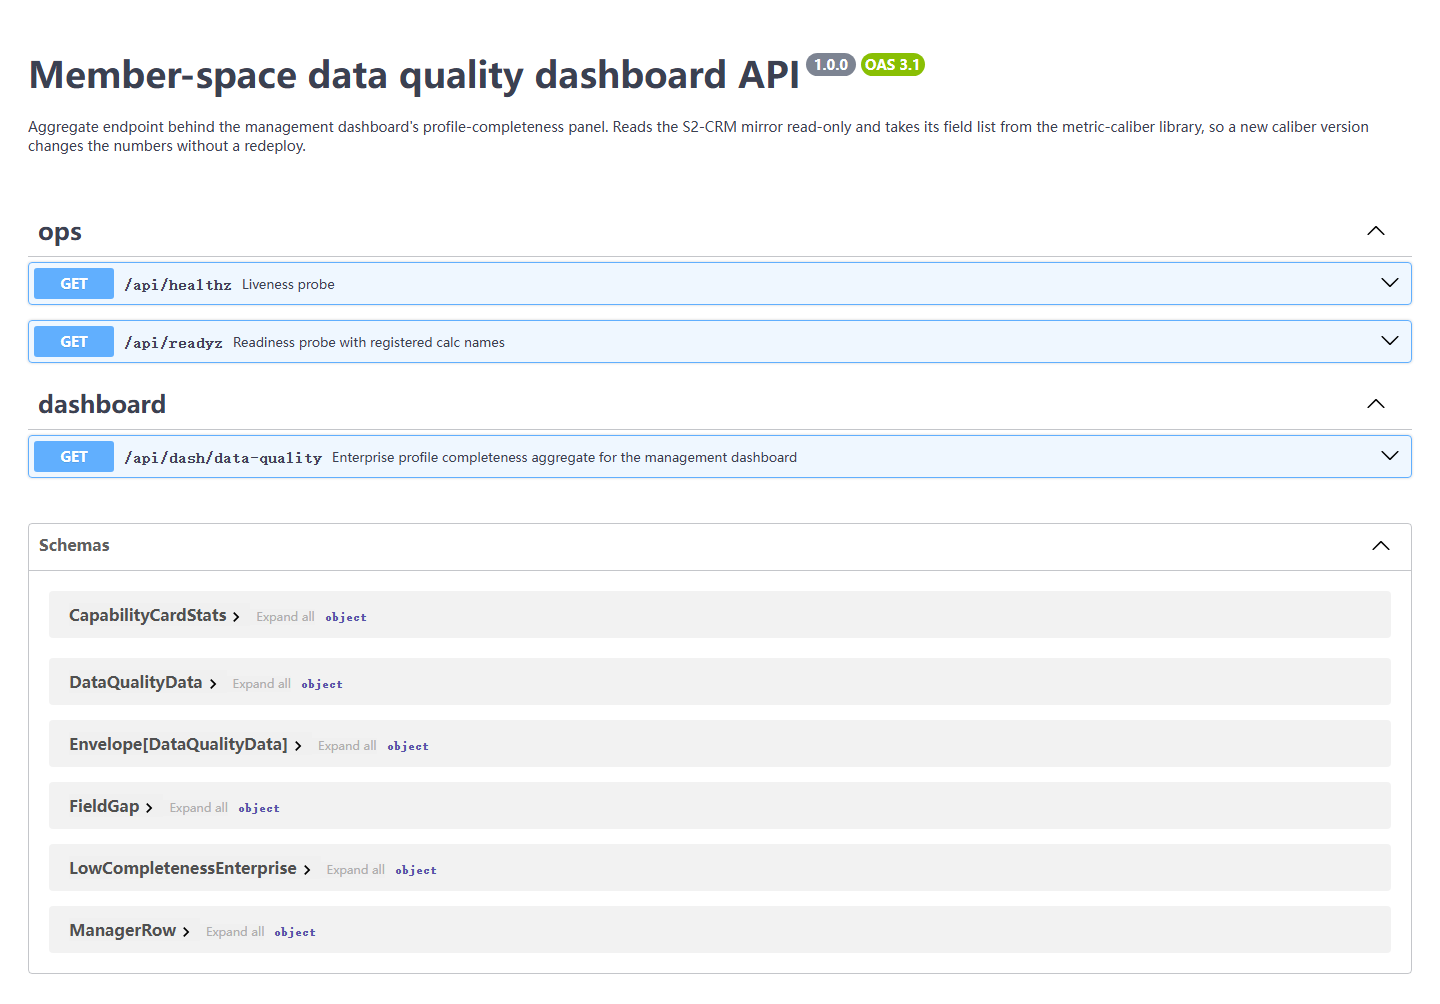 Member-space data quality dashboard API 1.0.0 OAS 3.1
Aggregate endpoint behind the management dashboard's profile-completeness panel. Reads the S2-CRM mirror read-only and takes its field list from the metric-caliber library, so a new caliber version
changes the numbers without a redeploy.
ops
GET /api/healthz Liveness probe
GET /api/readyz Readiness probe with registered calc names
dashboard
GET /api/dash/data-quality Enterprise profile completeness aggregate for the management dashboard
Schemas
CapabilityCardStats Expand all object
DataQualityData Expand all object
Envelope[DataQualityData] Expand all object
FieldGap Expand all object
LowCompletenessEnterprise Expand all object
ManagerRow Expand all object